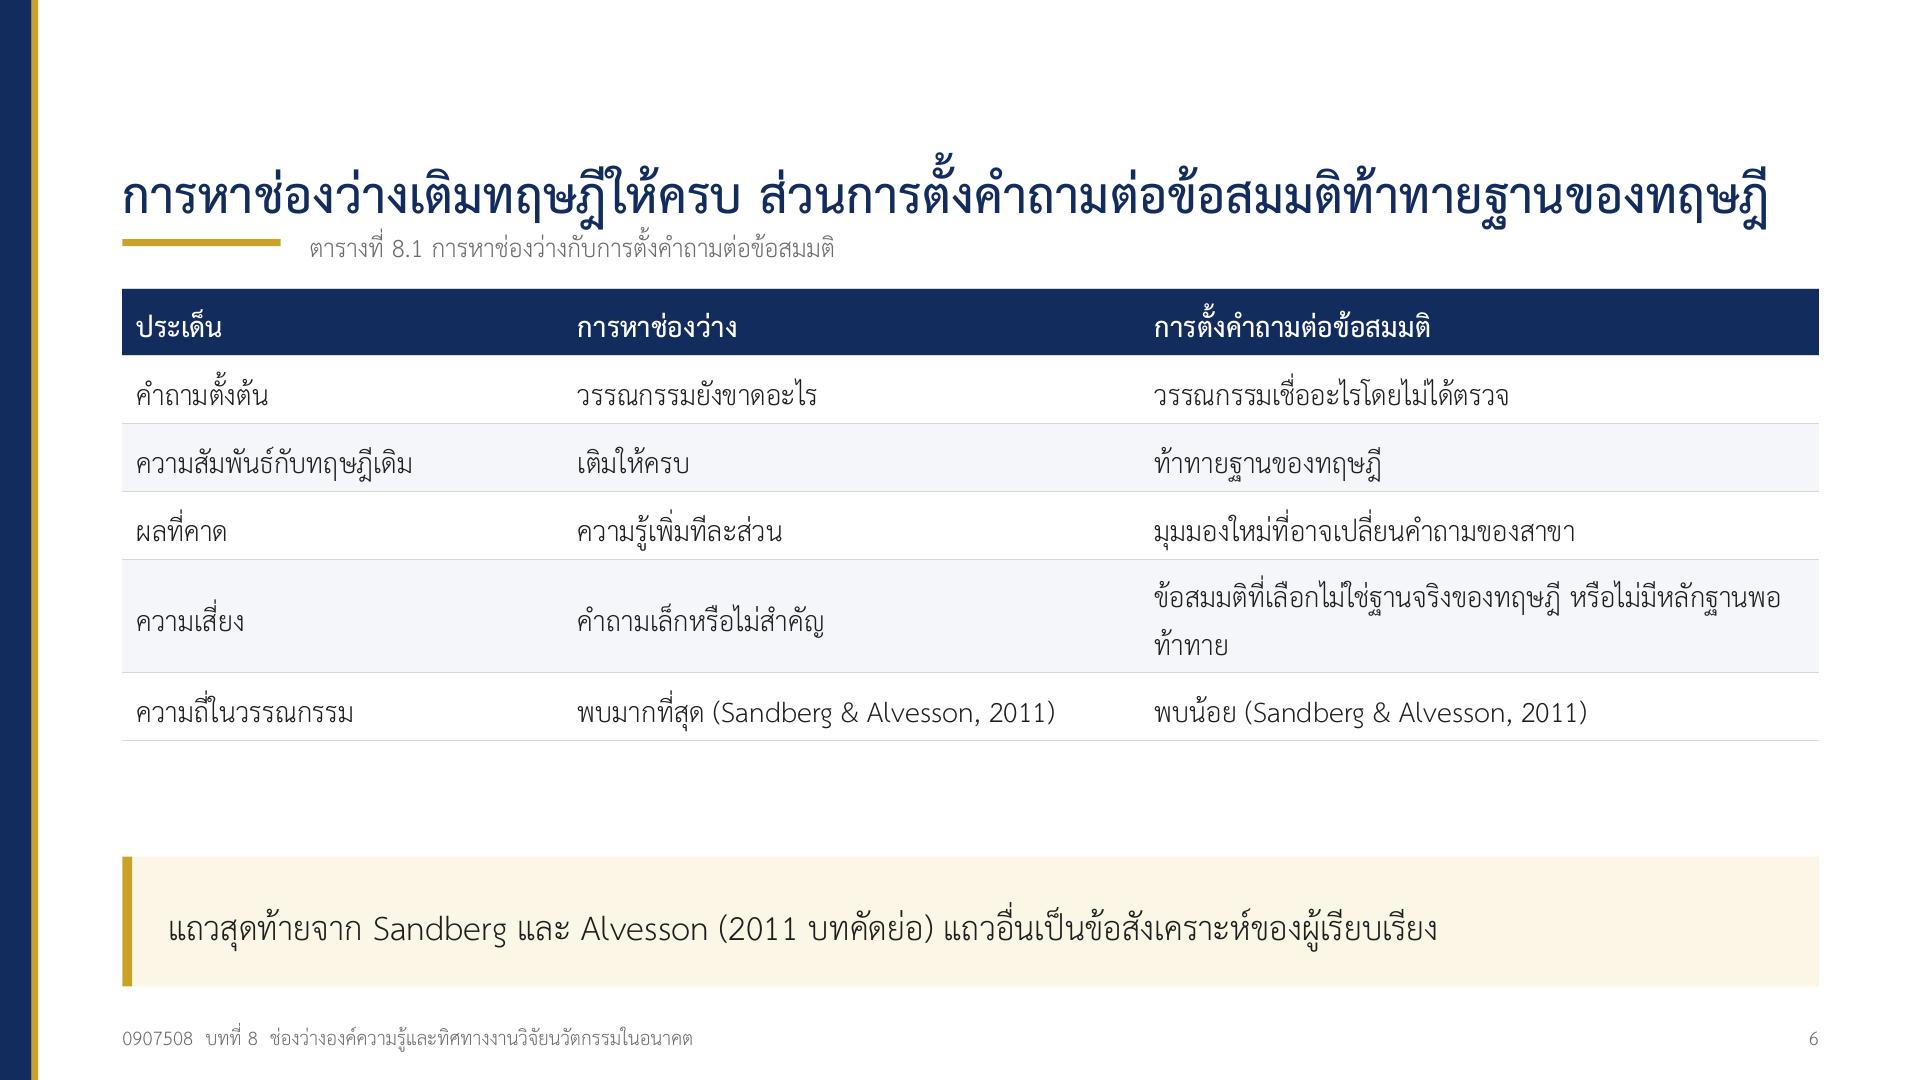 การหาช่องว่างเติมทฤษฎีให้ครบ ส่วนการตั้งคำถามต่อข้อสมมติท้าทายฐานของทฤษฎี
ตารางที่ 8.1 การหาช่องว่างกับการตั้งคำถามต่อข้อสมมติ
ประเด็น การหาช่องว่าง การตั้งคำถามต่อข้อสมมติ
คำถามตั้งต้น วรรณกรรมยังขาดอะไร วรรณกรรมเชื่ออะไรโดยไม่ได้ตรวจ
ความสัมพันธ์กับทฤษฎีเดิม เติมให้ครบ ท้าทายฐานของทฤษฎี
ผลที่คาด ความรู้เพิ่มทีละส่วน มุมมองใหม่ที่อาจเปลี่ยนคำถามของสาขา
ความเสี่ยง คำถามเล็กหรือไม่สำคัญ ข้อสมมติที่เลือกไม่ใช่ฐานจริงของทฤษฎี หรือไม่มีหลักฐานพอ
ท้าทาย
ความถี่ในวรรณกรรม พบมากที่สุด (Sandberg & Alvesson, 2011) พบน้อย (Sandberg & Alvesson, 2011)
แถวสุดท้ายจาก Sandberg และ Alvesson (2011 บทคัดย่อ) แถวอื่นเป็นข้อสังเคราะห์ของผู้เรียบเรียง
0907508 บทที่ 8 ช่องว่างองค์ความรู้และทิศทางงานวิจัยนวัตกรรมในอนาคต 6